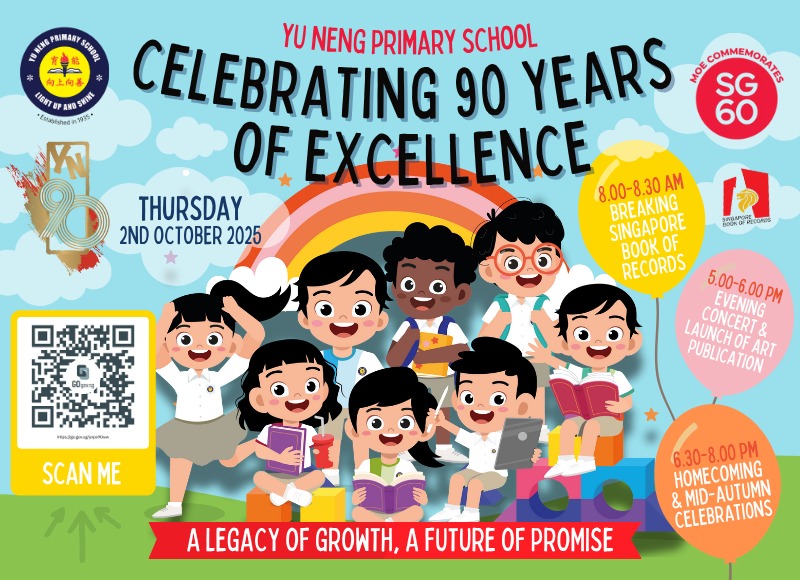 YU NENG PRIMARY SCHOOL
CELEBRATING 90 YEARS
OF EXCELLENCE
YU NENG PRIMARY SCHOOL
育能
向上向善
LIGHT UP AND SHINE
• Established in 1935 •
MOE COMMEMORATES
SG
60
YN
90
THURSDAY
2ND OCTOBER 2025
8.00-8.30 AM
BREAKING
SINGAPORE
BOOK OF
RECORDS
SINGAPORE
BOOK OF RECORDS
5.00-6.00 PM
EVENING
CONCERT &
LAUNCH OF ART
PUBLICATION
GOgov.sg
SCAN ME
6.30-8.00 PM
HOMECOMING
& MID-AUTUMN
CELEBRATIONS
A LEGACY OF GROWTH, A FUTURE OF PROMISE